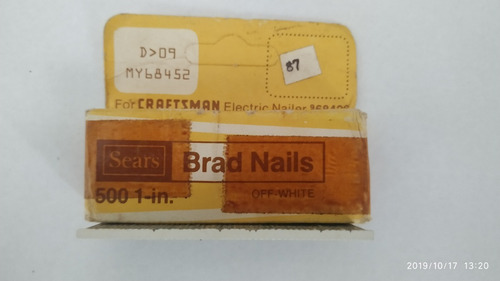 D>09
MY68452
87
For CRAFTSMAN Electric Nailer
Sears
Brad Nails
500 1-in.
OFF-WHITE
2019/10/17 13:20